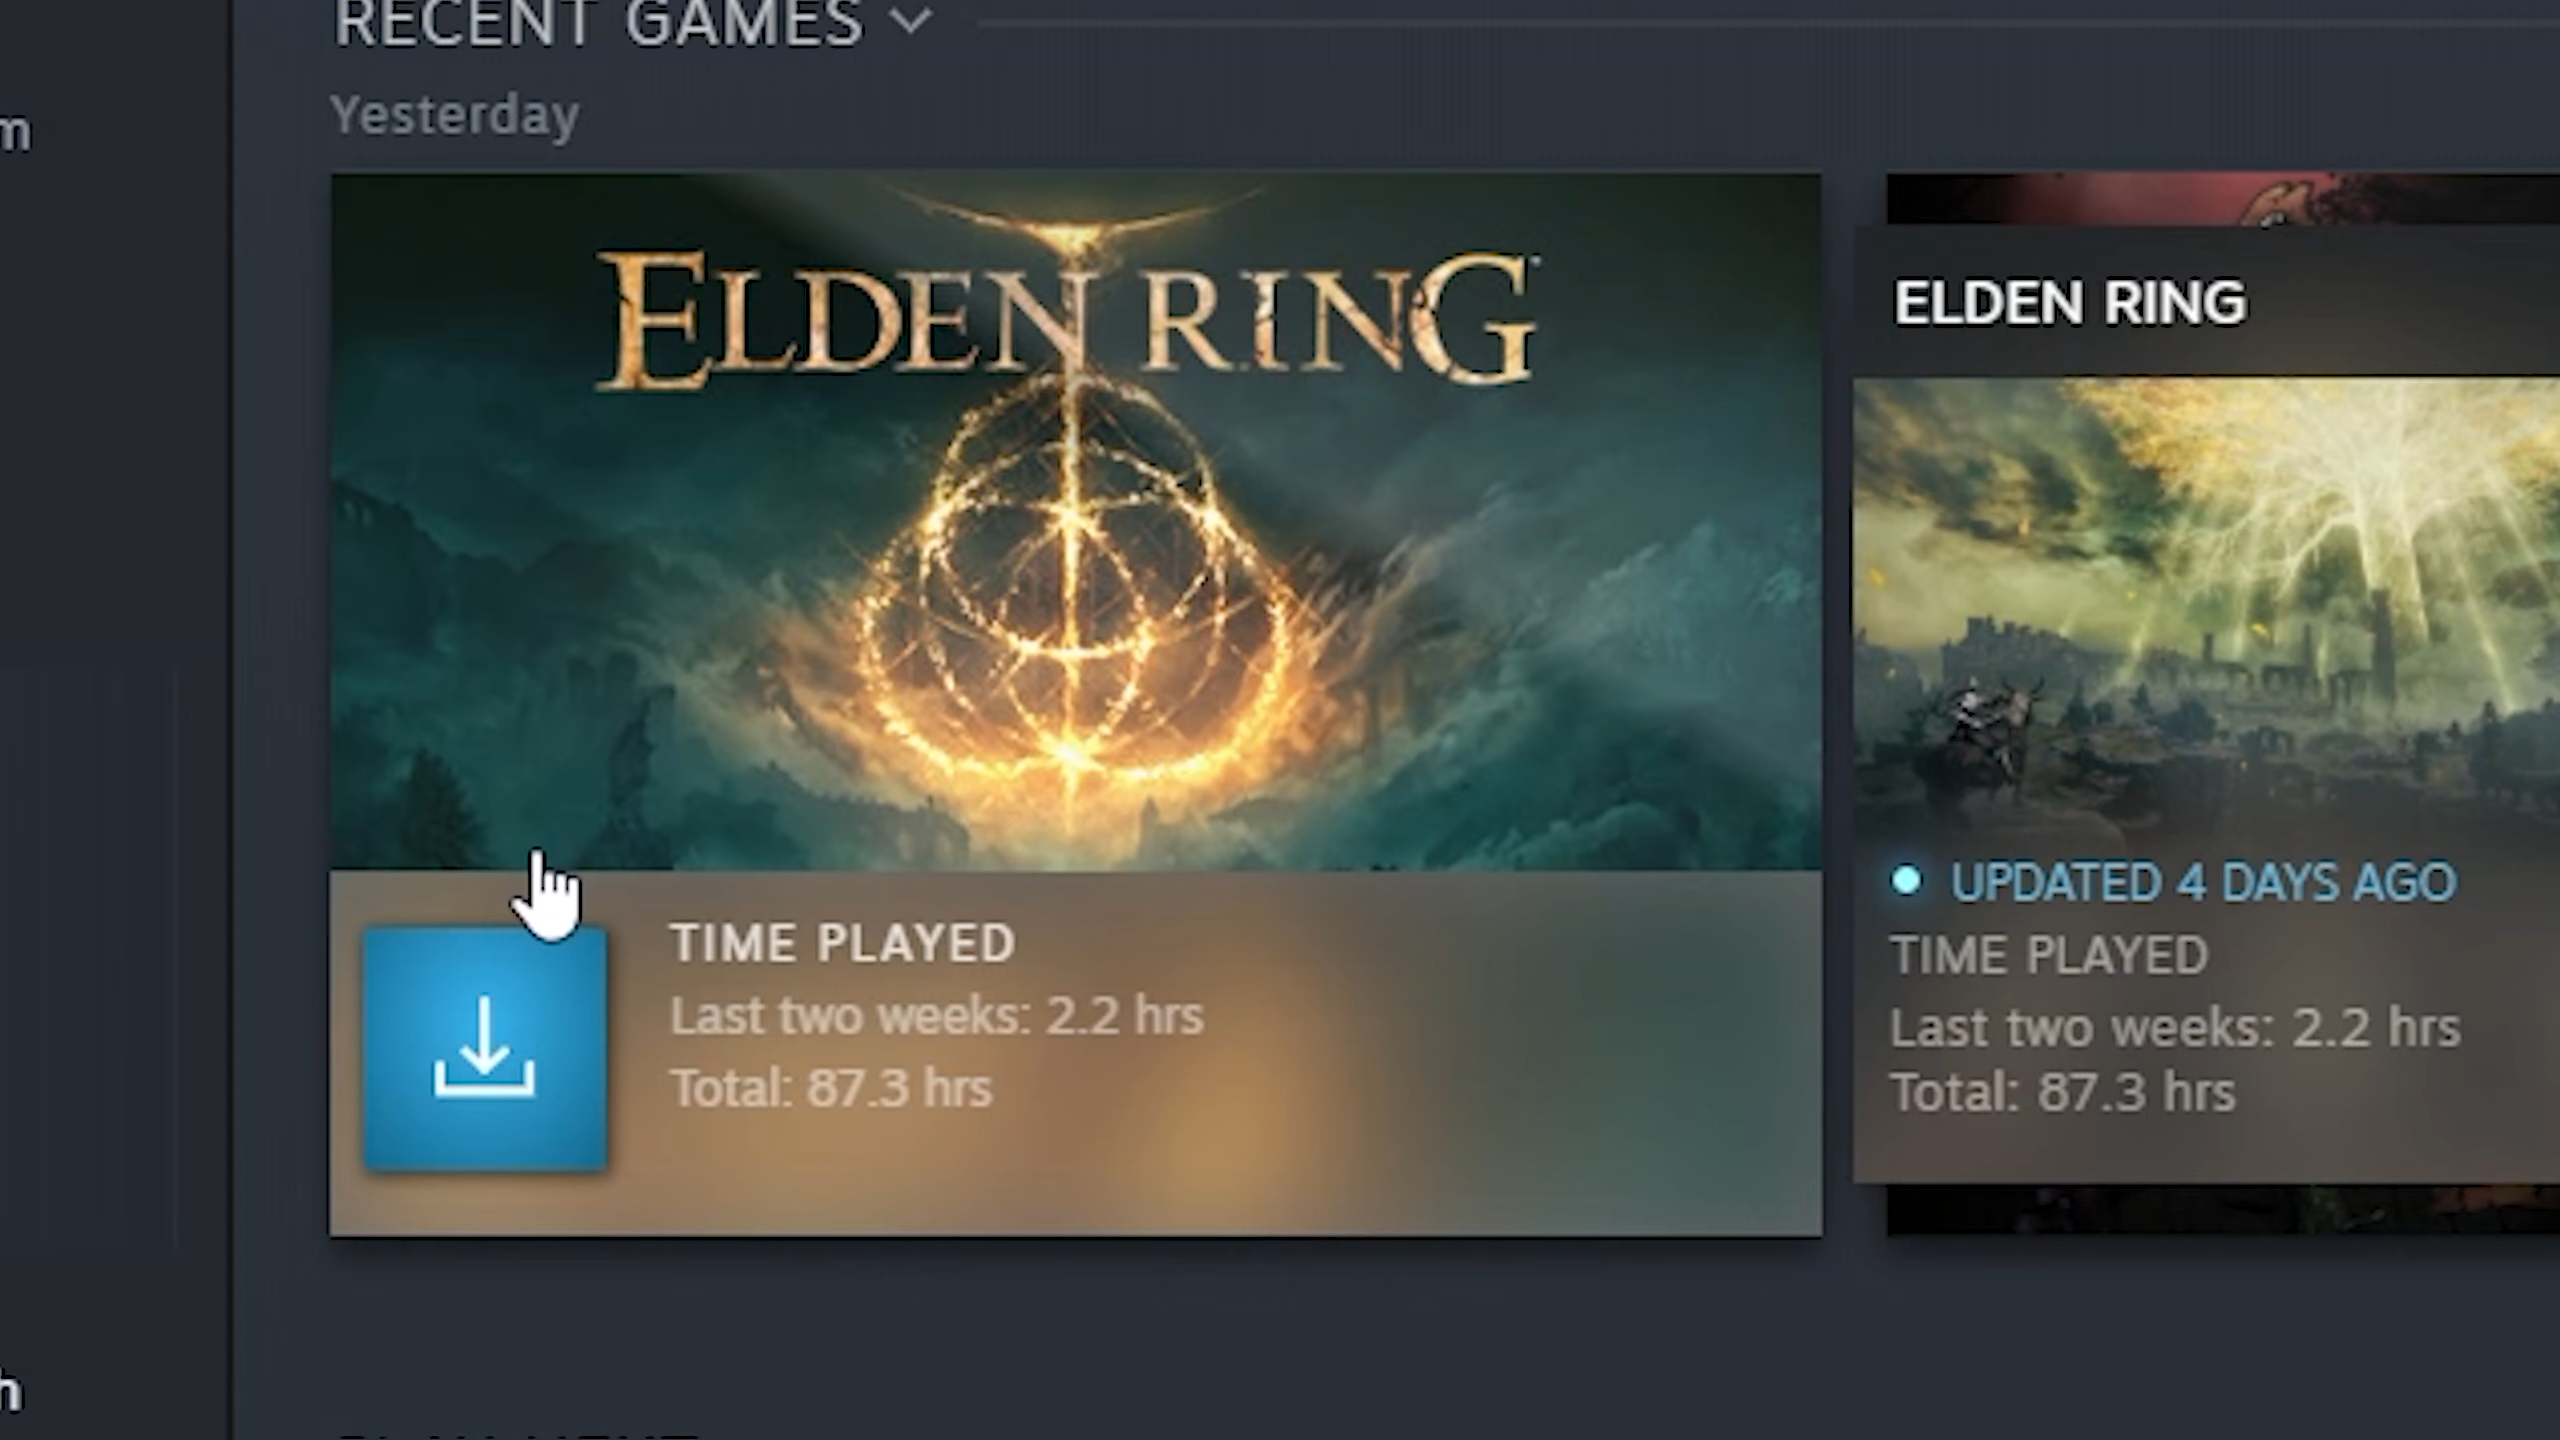 RECENT GAMES
Yesterday
ELDEN RING
TIME PLAYED
Last two weeks: 2.2 hrs
Total: 87.3 hrs
ELDEN RING
UPDATED 4 DAYS AGO
TIME PLAYED
Last two weeks: 2.2 hrs
Total: 87.3 hrs
m
h